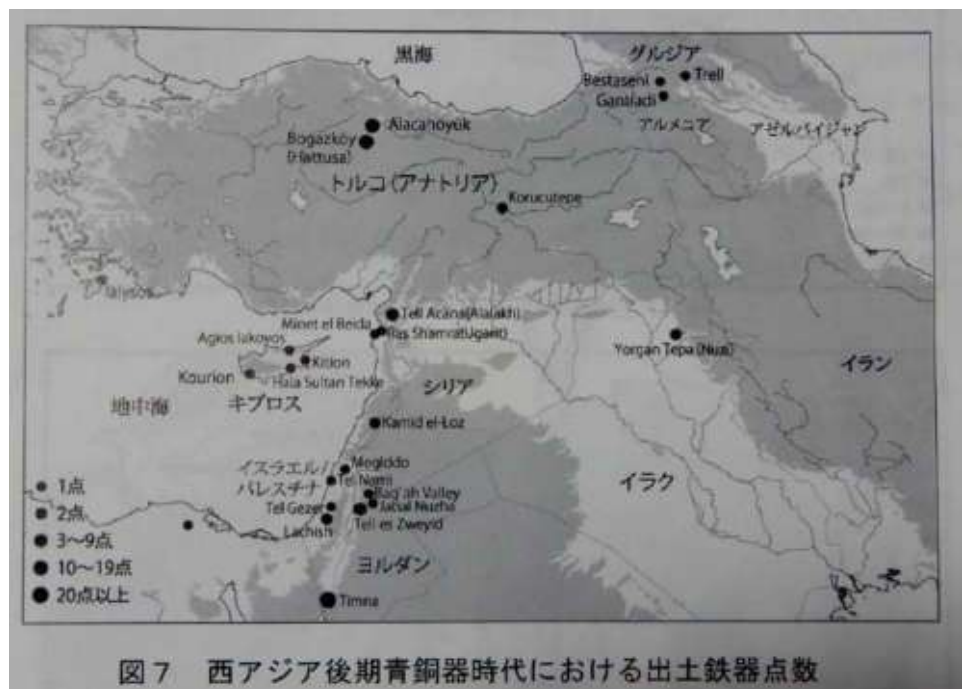 黒海
グルジア
Trell
Bestaseni
Ganaladi
アルメニア
アゼルバイジャン
Alacahoyuk
Bogazköy
(Hattusa)
トルコ(アナトリア)
Korucutepe
Ialysos
Tell Acana(Alalakh)
Minet el Beida
Ras Shamra(Ugarit)
Agios Iakovos
Kition
Kourion
Hala Sultan Tekke
Yorgan Tepa (Nuzi)
イラン
シリア
地中海
キプロス
Kamid el-Loz
イスラエル/
パレスチナ
Megiddo
Tel Nami
イラク
Baq'ah Valley
Jabal Nuzha
Tel Gezer
Tell es Zweyid
Lachish
ヨルダン
Timna
1点
2点
3〜9点
10〜19点
20点以上
図7 西アジア後期青銅器時代における出土鉄器点数